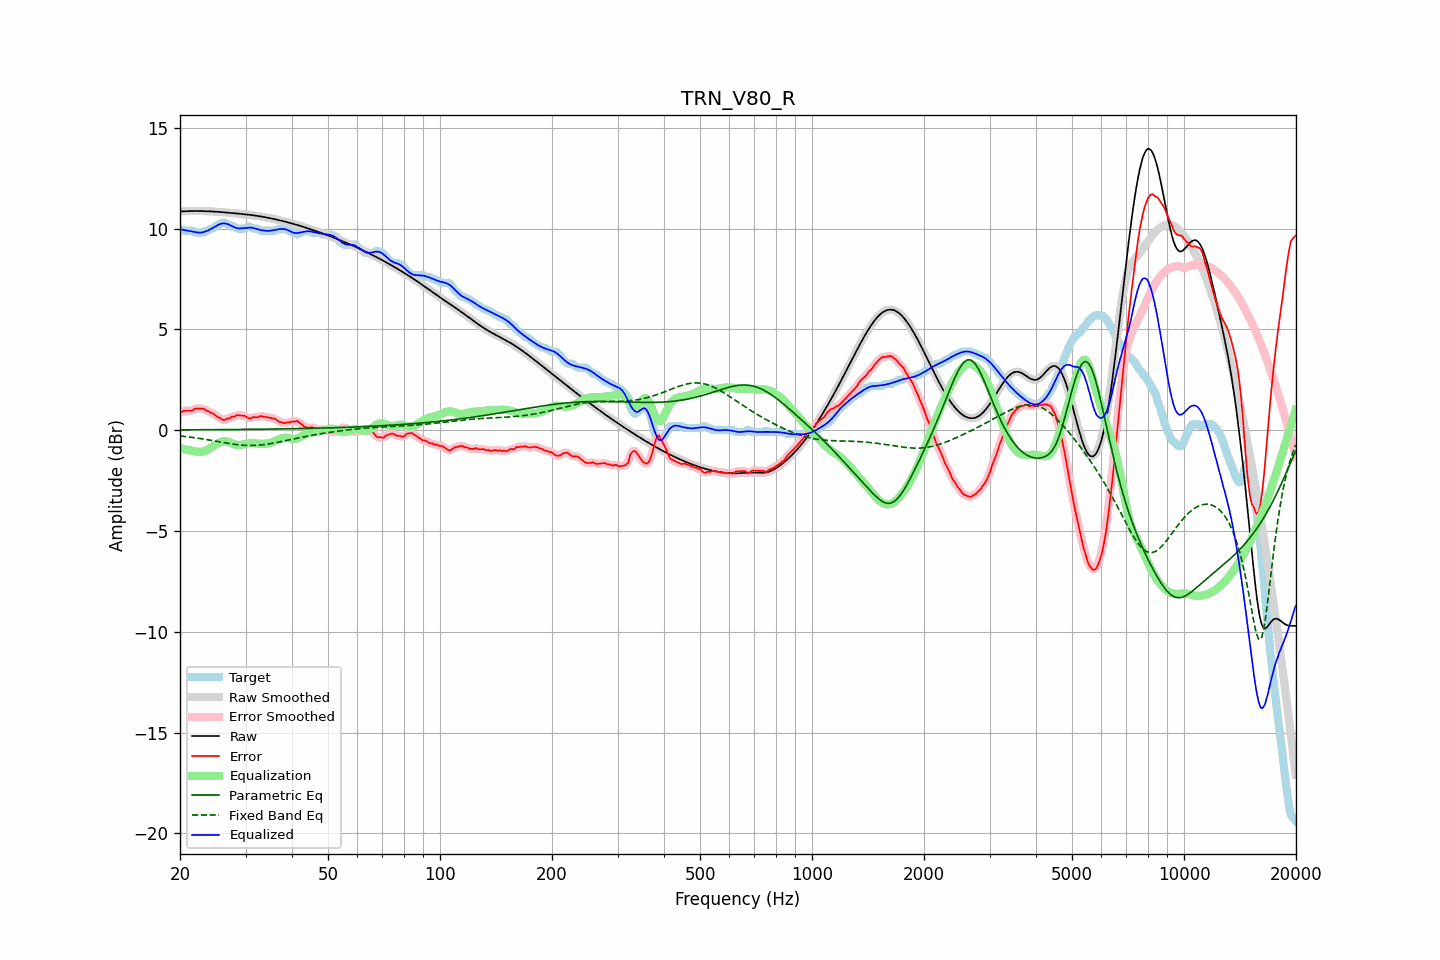 TRN_V80_R
15
10
5
0
−5
−10
−15
−20
Amplitude (dBr)
Target
Raw Smoothed
Error Smoothed
Raw
Error
Equalization
Parametric Eq
Fixed Band Eq
Equalized
20 50 100 200 500 1000 2000 5000 10000 20000
Frequency (Hz)